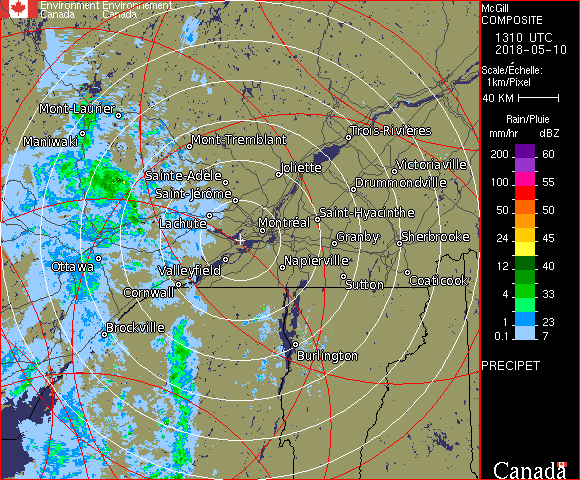 Environment Environnement
Canada Canada
McGill
COMPOSITE
1310 UTC
2018-05-10
Scale/Échelle:
1km/Pixel
40 KM
Rain/Pluie
mm/hr dBZ
200 60
100 55
50 50
24 45
12 40
4 33
1 23
0.1 7
PRECIPET
Canada
Mont-Laurier
Maniwaki
Mont-Tremblant
Trois-Rivières
Sainte-Adèle
Joliette
Victoriaville
Saint-Jérôme
Drummondville
Lachute
Saint-Hyacinthe
Montréal
Granby
Sherbrooke
Ottawa
Valleyfield
Napierville
Cornwall
Sutton
Coaticook
Brockville
Burlington